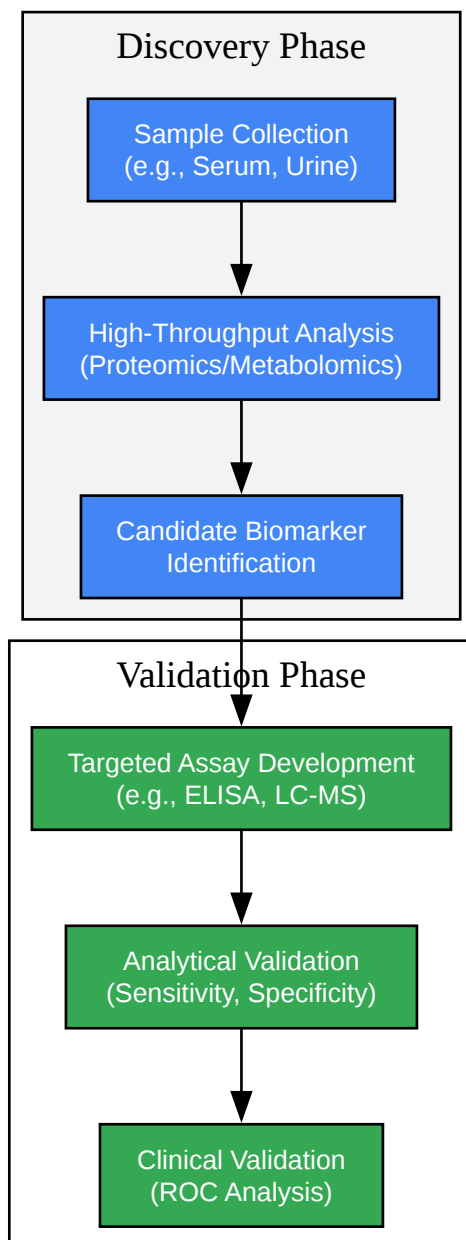 Discovery Phase
Sample Collection
(e.g., Serum, Urine)
High-Throughput Analysis
(Proteomics/Metabolomics)
Candidate Biomarker
Identification
Validation Phase
Targeted Assay Development
(e.g., ELISA, LC-MS)
Analytical Validation
(Sensitivity, Specificity)
Clinical Validation
(ROC Analysis)